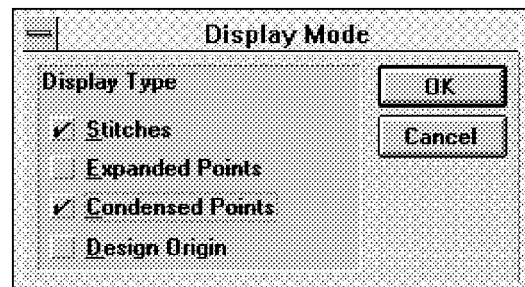 Display Mode
Display Type
Stitches
Expanded Points
Condensed Points
Design Origin
OK
Cancel